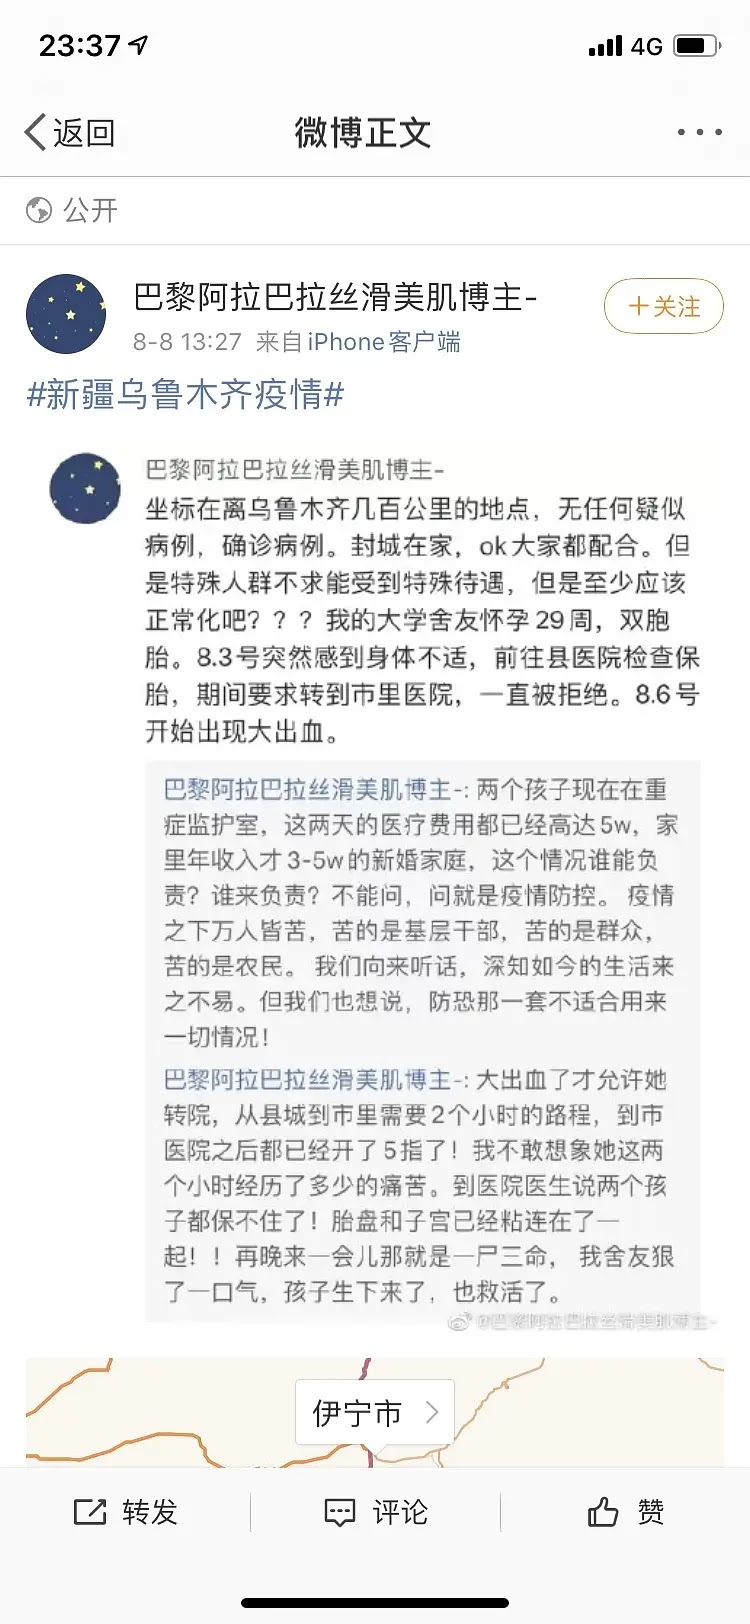 23:37
4G
返回
微博正文
公开
巴黎阿拉巴拉丝滑美肌博主-
+关注
8-8 13:27 来自 iPhone客户端
#新疆乌鲁木齐疫情#
巴黎阿拉巴拉丝滑美肌博主-
坐标在离乌鲁木齐几百公里的地点，无任何疑似
病例，确诊病例。封城在家，ok大家都配合。但
是特殊人群不求能受到特殊待遇，但是至少应该
正常化吧？？？我的大学舍友怀孕29周，双胞
胎。8.3号突然感到身体不适，前往县医院检查保
胎，期间要求转到市里医院，一直被拒绝。8.6号
开始出现大出血。
巴黎阿拉巴拉丝滑美肌博主-: 两个孩子现在在重
症监护室，这两天的医疗费用都已经高达5w，家
里年收入才3-5w的新婚家庭，这个情况谁能负
责？谁来负责？不能问，问就是疫情防控。 疫情
之下万人皆苦，苦的是基层干部，苦的是群众，
苦的是农民。 我们向来听话，深知如今的生活来
之不易。但我们也想说，防恐那一套不适合用来
一切情况！
巴黎阿拉巴拉丝滑美肌博主-: 大出血了才允许她
转院，从县城到市里需要2个小时的路程，到市
医院之后都已经开了5指了！我不敢想象她这两
个小时经历了多少的痛苦。到医院医生说两个孩
子都保不住了！胎盘和子宫已经粘连在了一
起！！再晚来一会儿那就是一尸三命， 我舍友狠
了一口气，孩子生下来了，也救活了。
@巴黎阿拉巴拉丝滑美肌博主-
伊宁市
转发
评论
赞